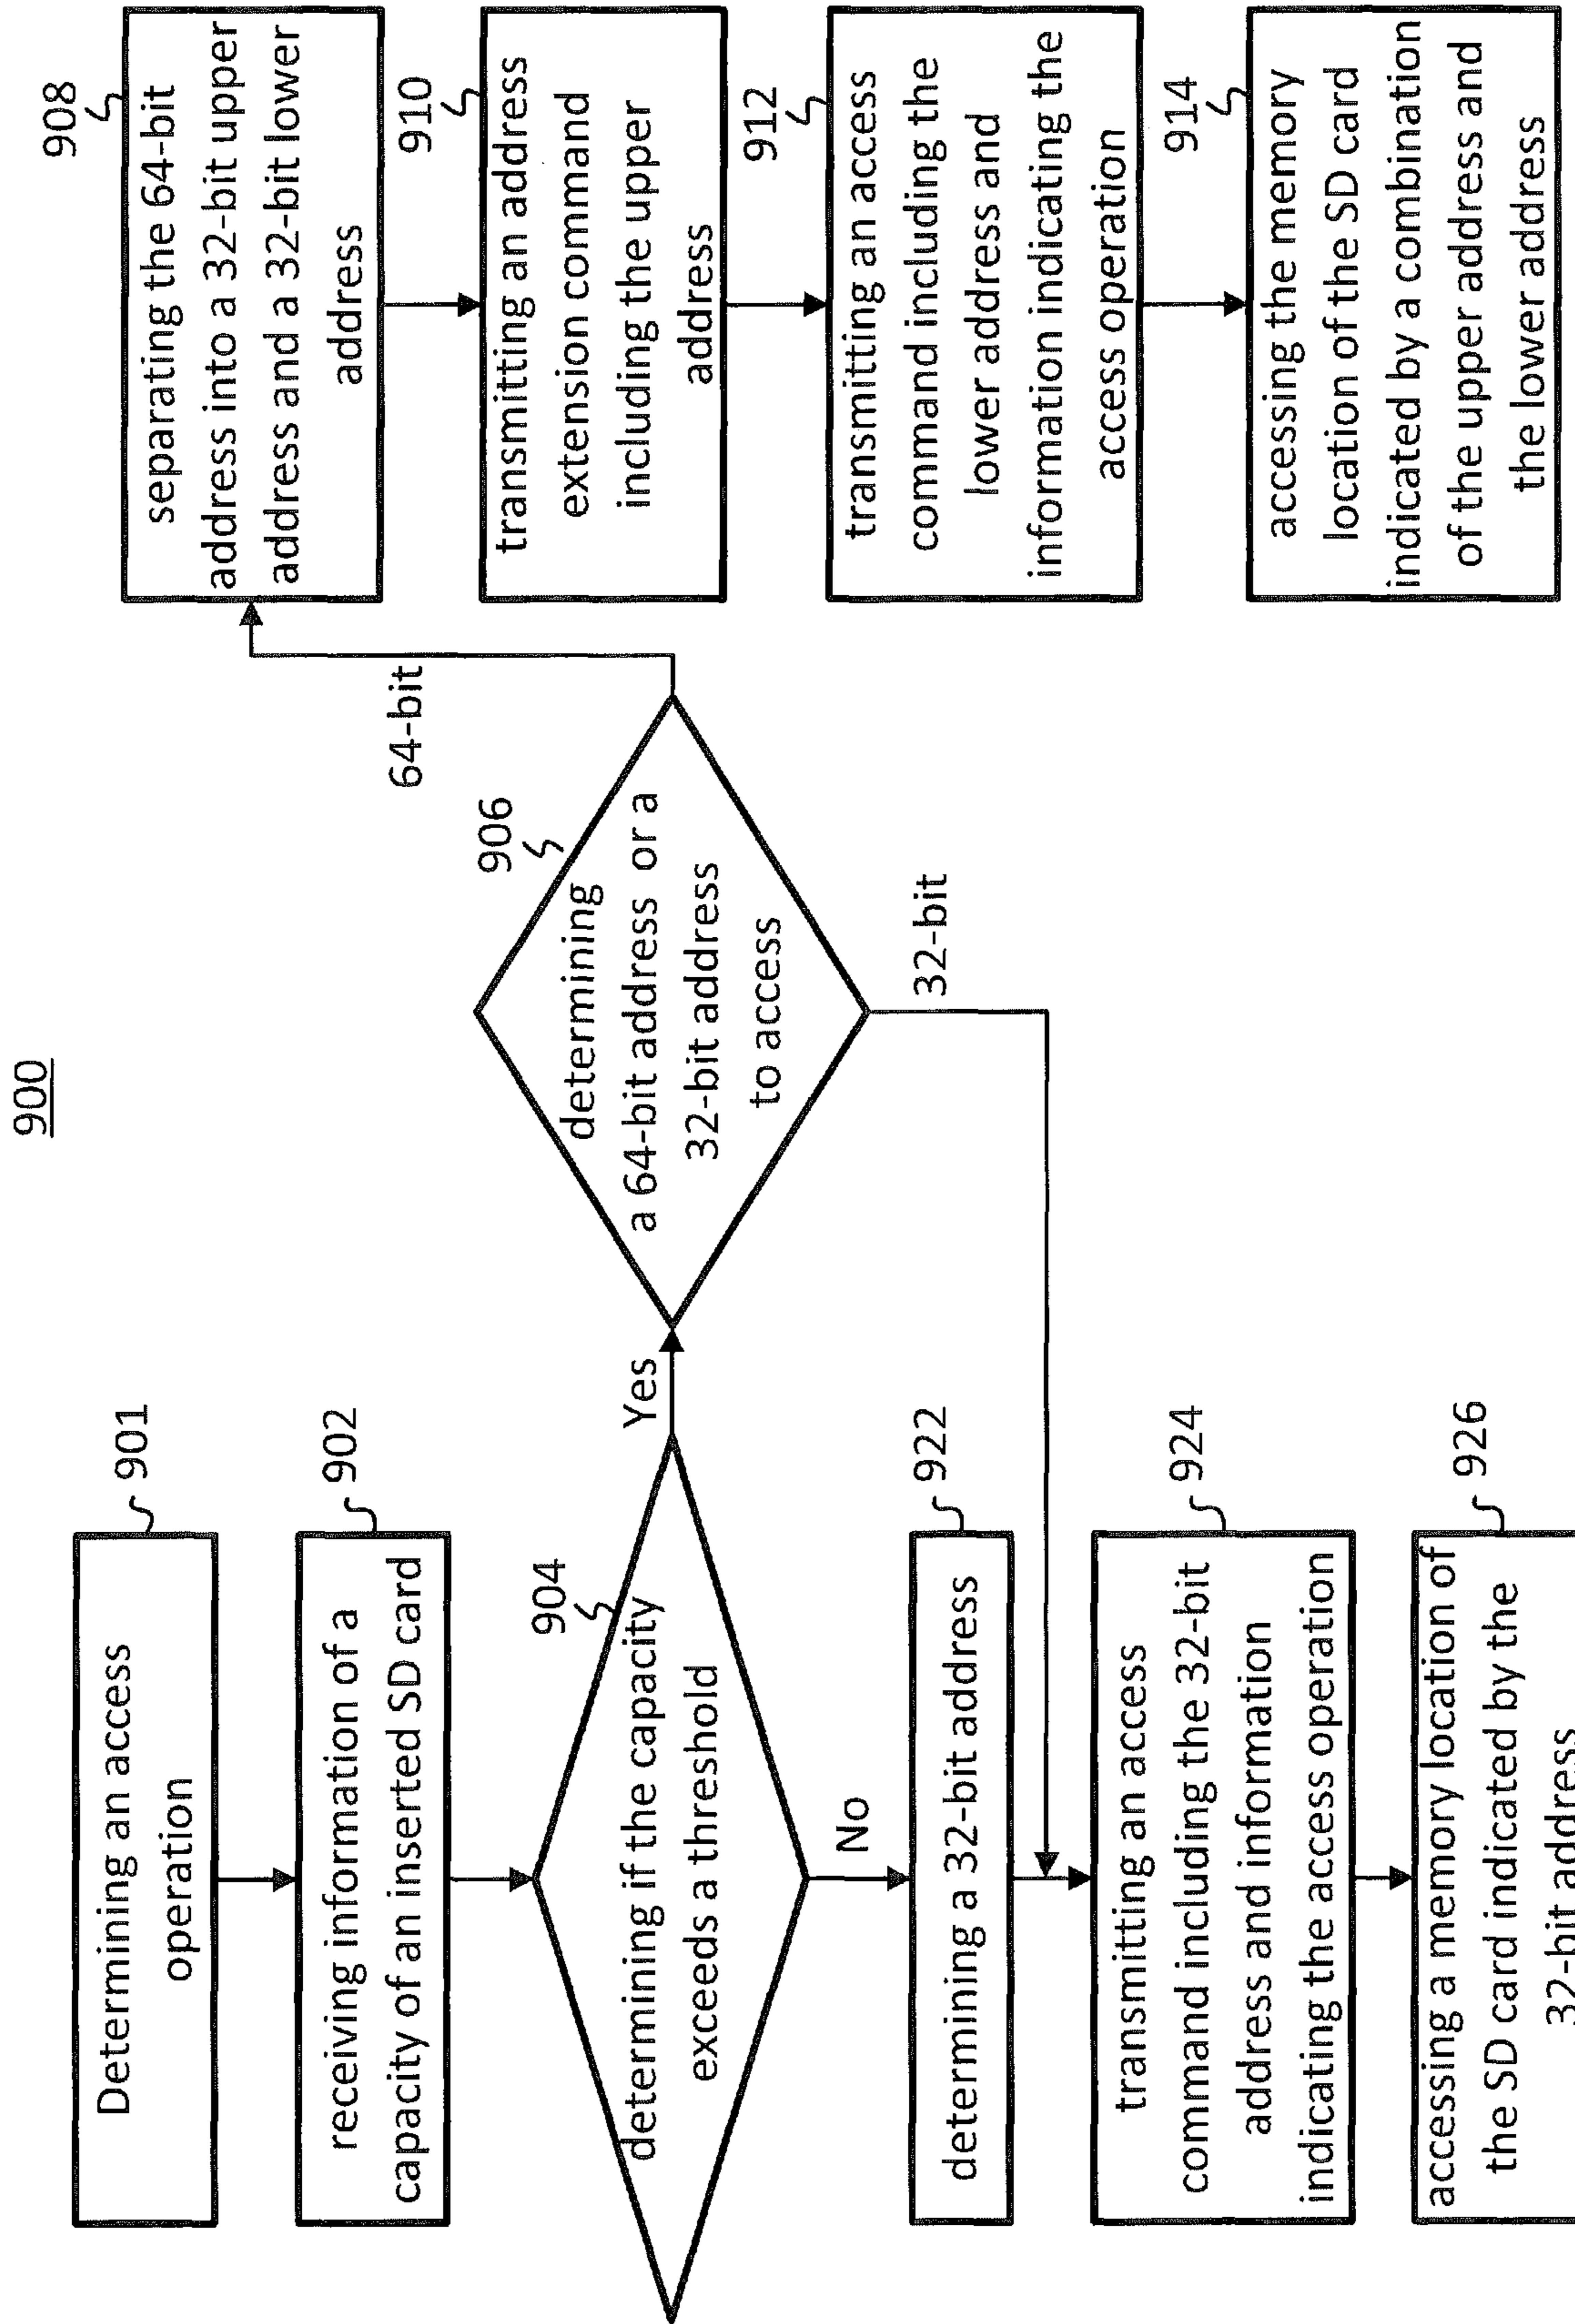 900
Determining an access
operation
901
receiving information of a
capacity of an inserted SD card
902
904
determining if the capacity
exceeds a threshold
Yes
No
determining a 32-bit address
922
transmitting an access
command including the 32-bit
address and information
indicating the access operation
924
accessing a memory location of
the SD card indicated by the
32-bit address
926
906
determining
a 64-bit address or a
32-bit address
to access
64-bit
32-bit
908
separating the 64-bit
address into a 32-bit upper
address and a 32-bit lower
address
910
transmitting an address
extension command
including the upper
address
912
transmitting an access
command including the
lower address and
information indicating the
access operation
914
accessing the memory
location of the SD card
indicated by a combination
of the upper address and
the lower address